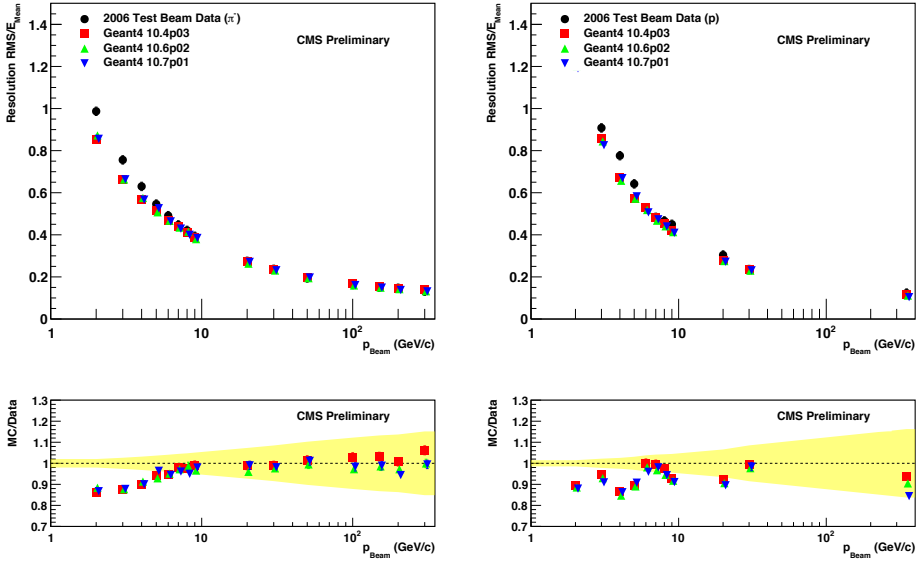 Resolution RMS/E_Mean
1.4
1.2
1
0.8
0.6
0.4
0.2
0
2006 Test Beam Data (π⁻)
Geant4 10.4p03
Geant4 10.6p02
Geant4 10.7p01
CMS Preliminary
1 10 10²
p_Beam (GeV/c)
Resolution RMS/E_Mean
1.4
1.2
1
0.8
0.6
0.4
0.2
0
2006 Test Beam Data (p)
Geant4 10.4p03
Geant4 10.6p02
Geant4 10.7p01
CMS Preliminary
1 10 10²
p_Beam (GeV/c)
MC/Data
1.3
1.2
1.1
1
0.9
0.8
0.7
CMS Preliminary
1 10 10²
p_Beam (GeV/c)
MC/Data
1.3
1.2
1.1
1
0.9
0.8
0.7
CMS Preliminary
1 10 10²
p_Beam (GeV/c)